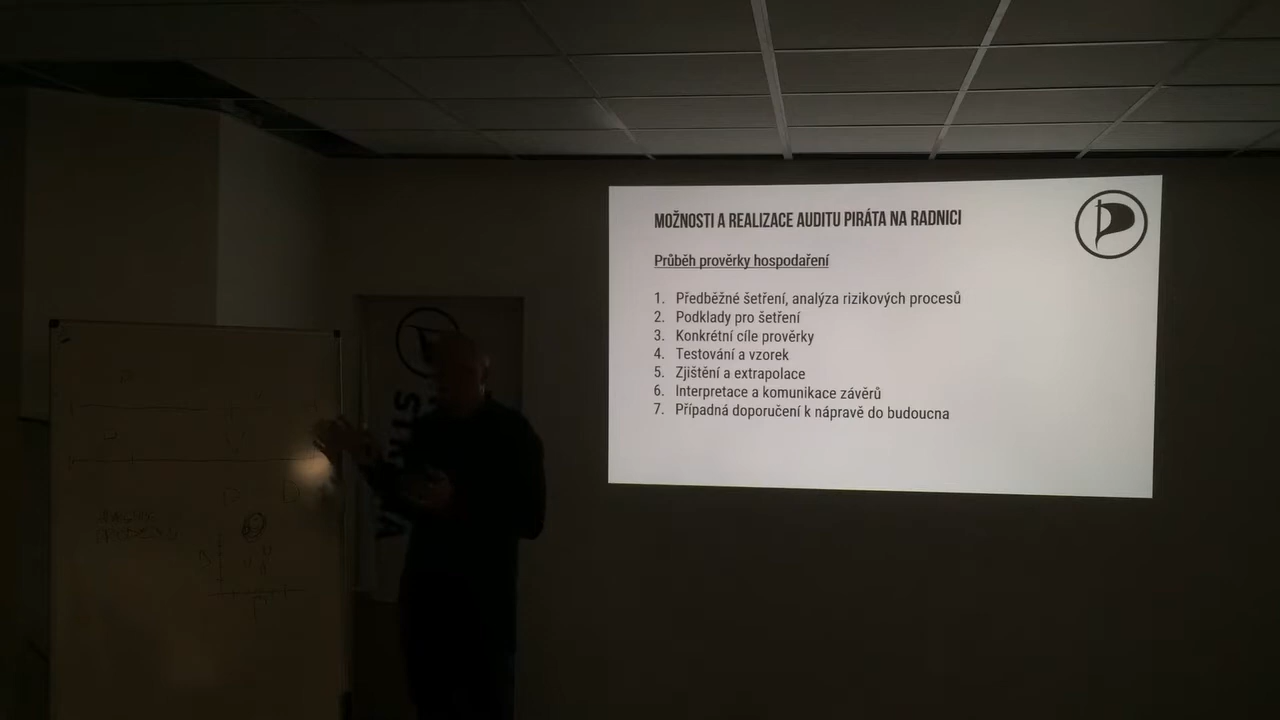 MOŽNOSTI A REALIZACE AUDITU PIRÁTA NA RADNICI
Průběh prověrky hospodaření
1. Předběžné šetření, analýza rizikových procesů
2. Podklady pro šetření
3. Konkrétní cíle prověrky
4. Testování a vzorek
5. Zjištění a extrapolace
6. Interpretace a komunikace závěrů
7. Případná doporučení k nápravě do budoucna